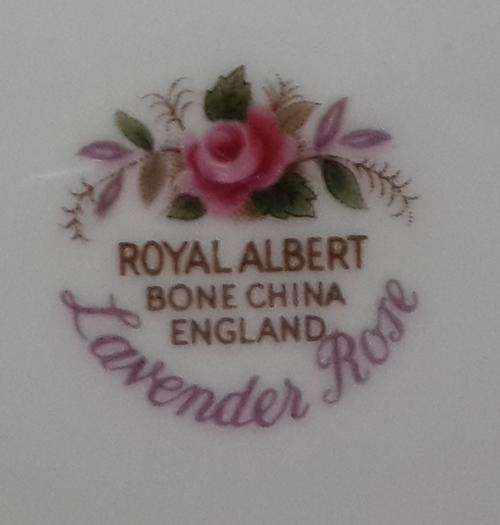 ROYAL ALBERT
BONE CHINA
ENGLAND
Lavender Rose